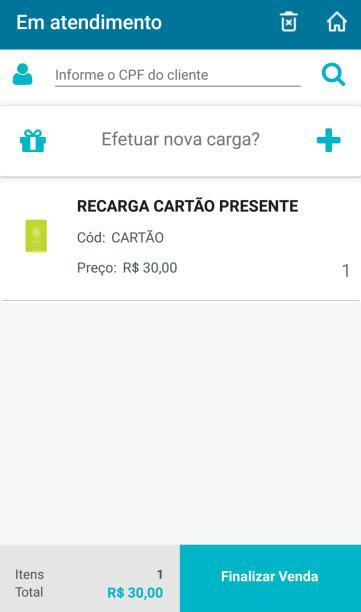 Em atendimento
Informe o CPF do cliente
Efetuar nova carga?
RECARGA CARTÃO PRESENTE
Cód: CARTÃO
Preço: R$ 30,00
1
Itens 1
Total R$ 30,00
Finalizar Venda